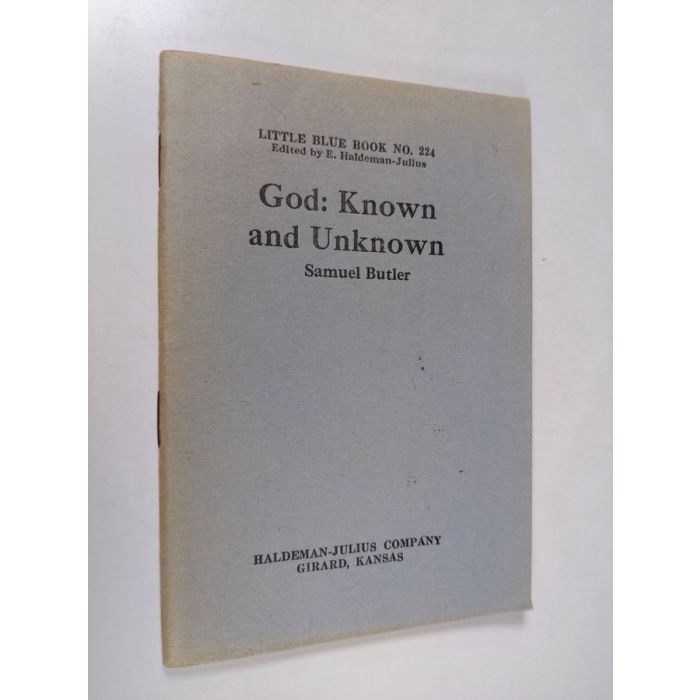 LITTLE BLUE BOOK NO. 224
Edited by E. Haldeman-Julius
God: Known
and Unknown
Samuel Butler
HALDEMAN-JULIUS COMPANY
GIRARD, KANSAS